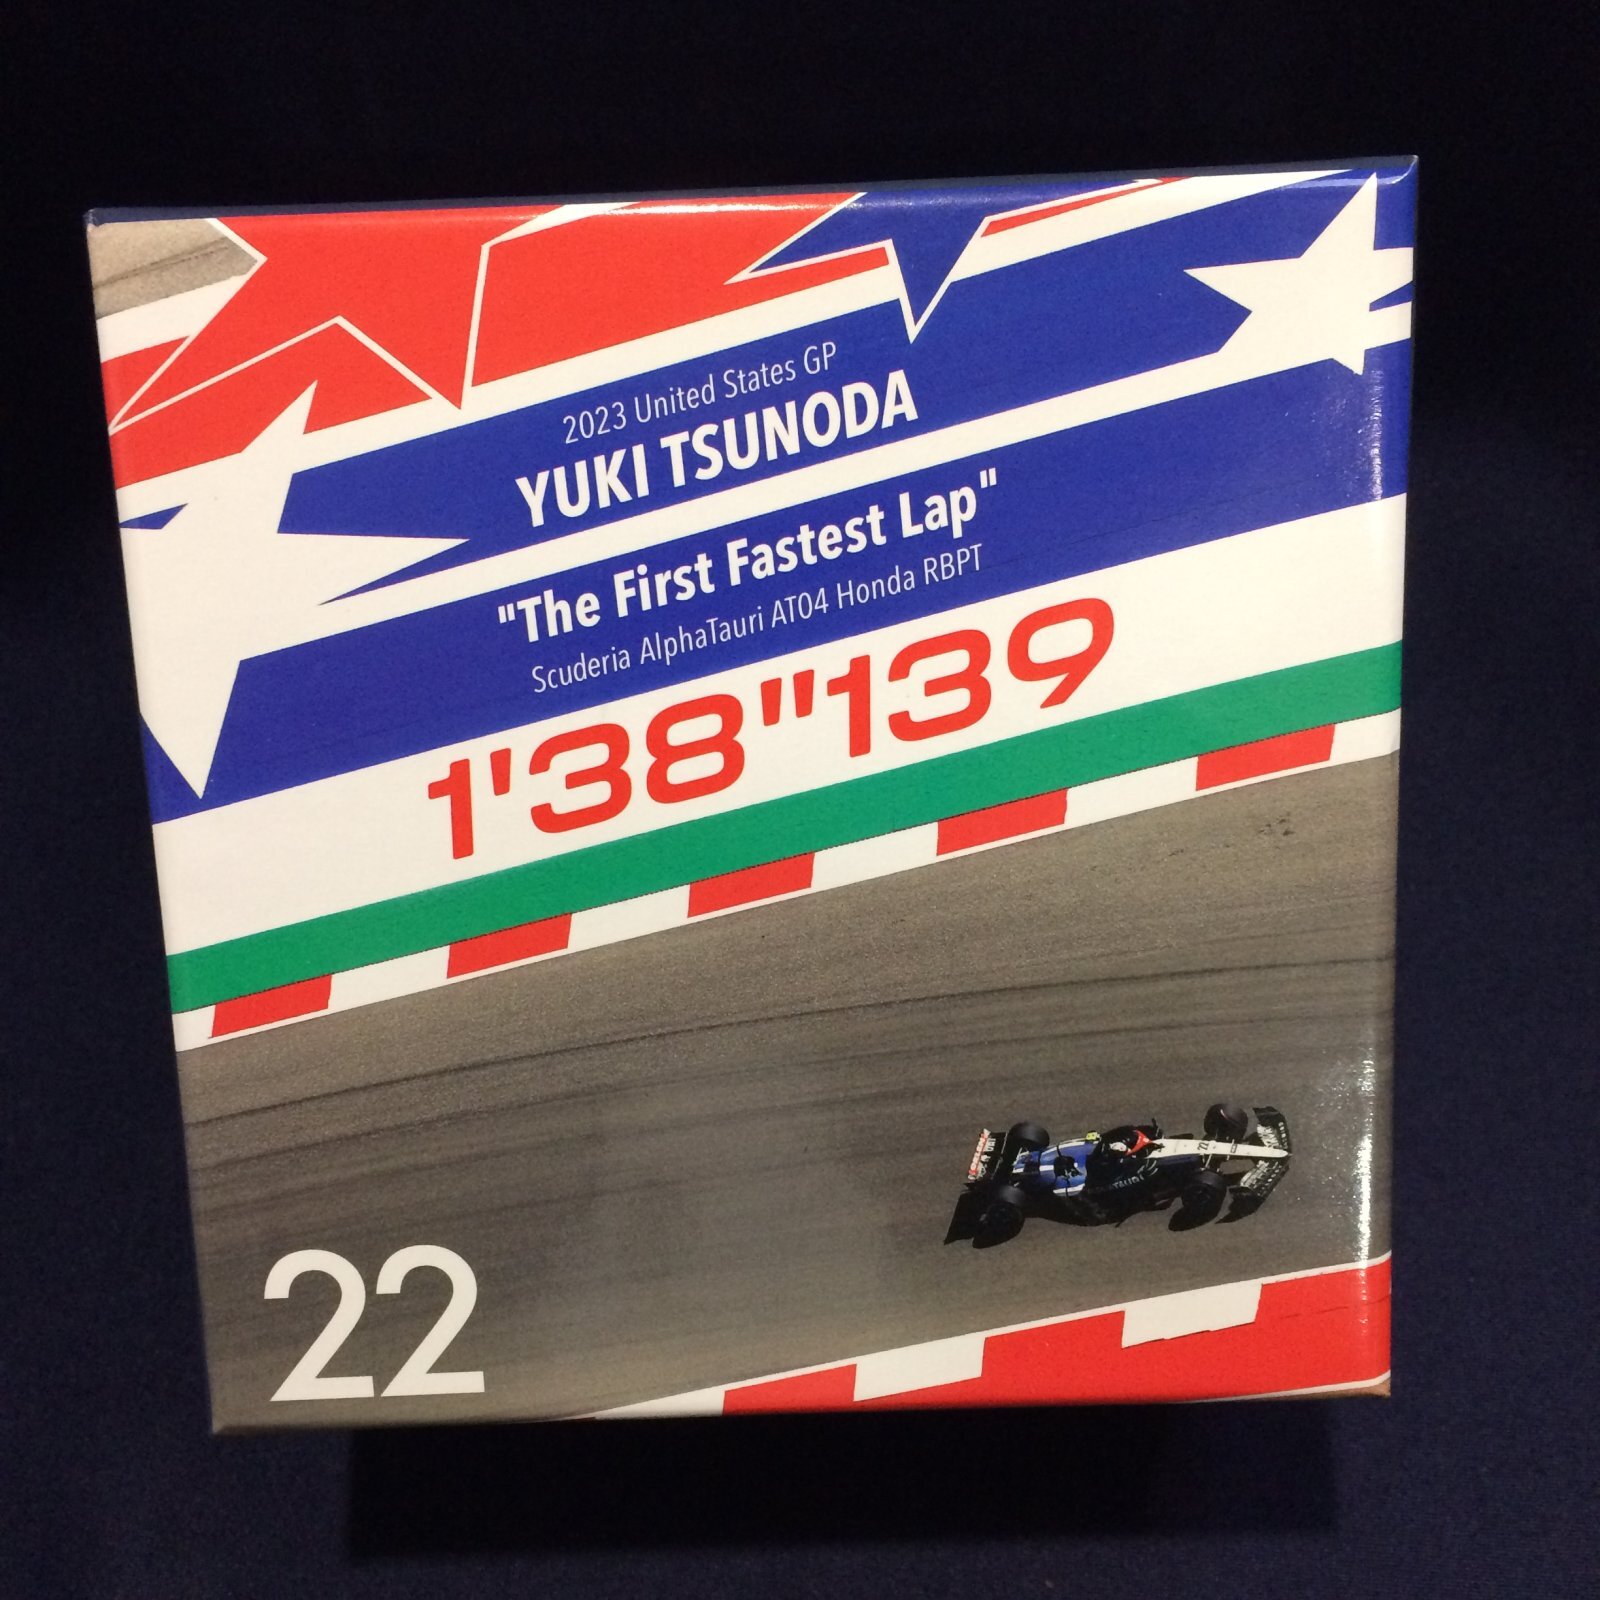 2023 United States GP
YUKI TSUNODA
"The First Fastest Lap"
Scuderia AlphaTauri AT04 Honda RBPT
1'38"139
22